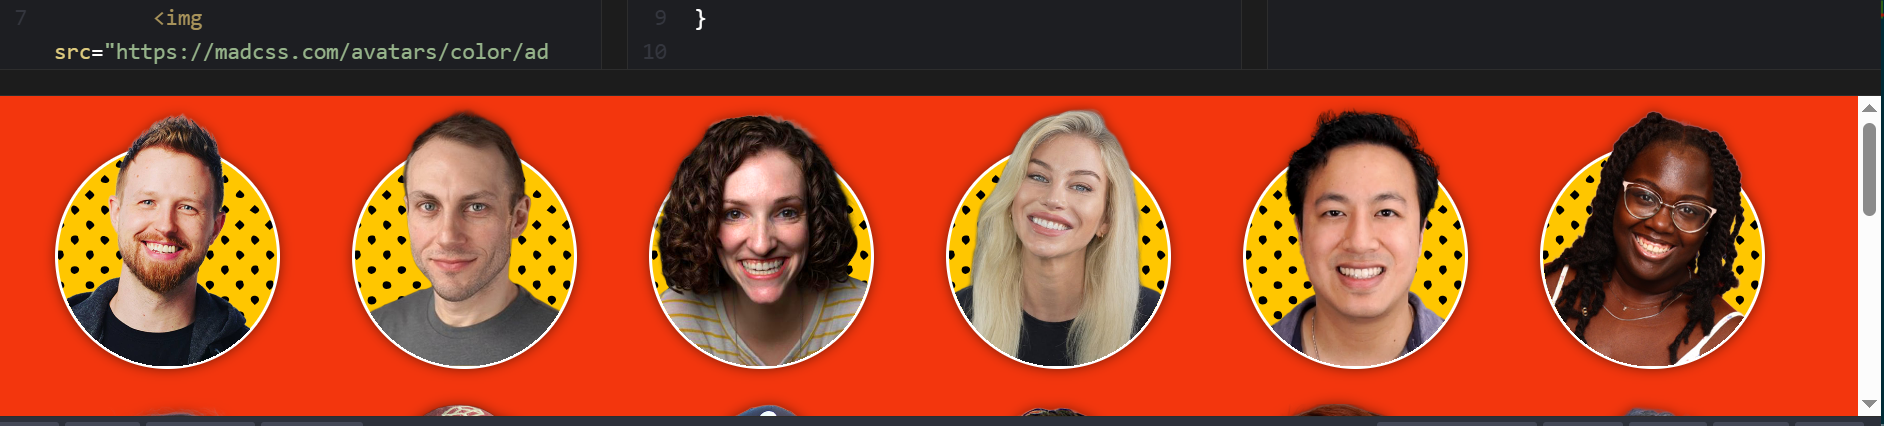 7 <img
src="https://madcss.com/avatars/color/ad
9 }
10